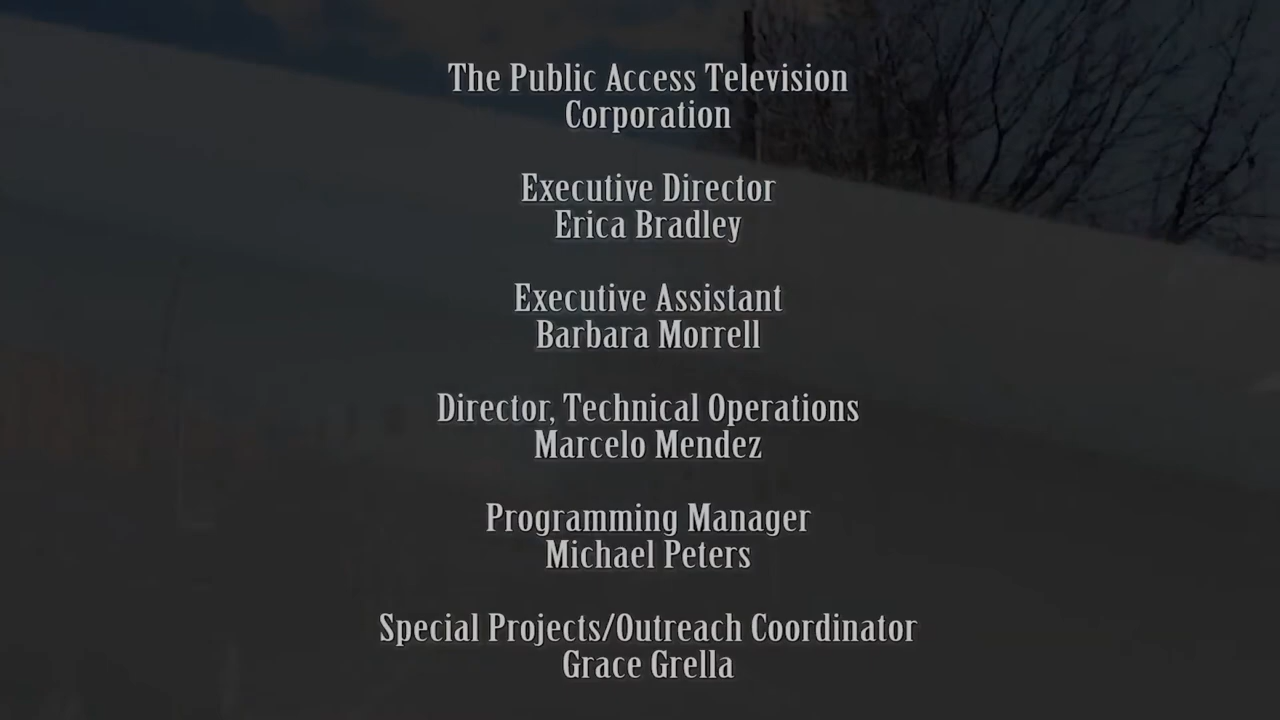 The Public Access Television
Corporation
Executive Director
Erica Bradley
Executive Assistant
Barbara Morrell
Director, Technical Operations
Marcelo Mendez
Programming Manager
Michael Peters
Special Projects/Outreach Coordinator
Grace Grella